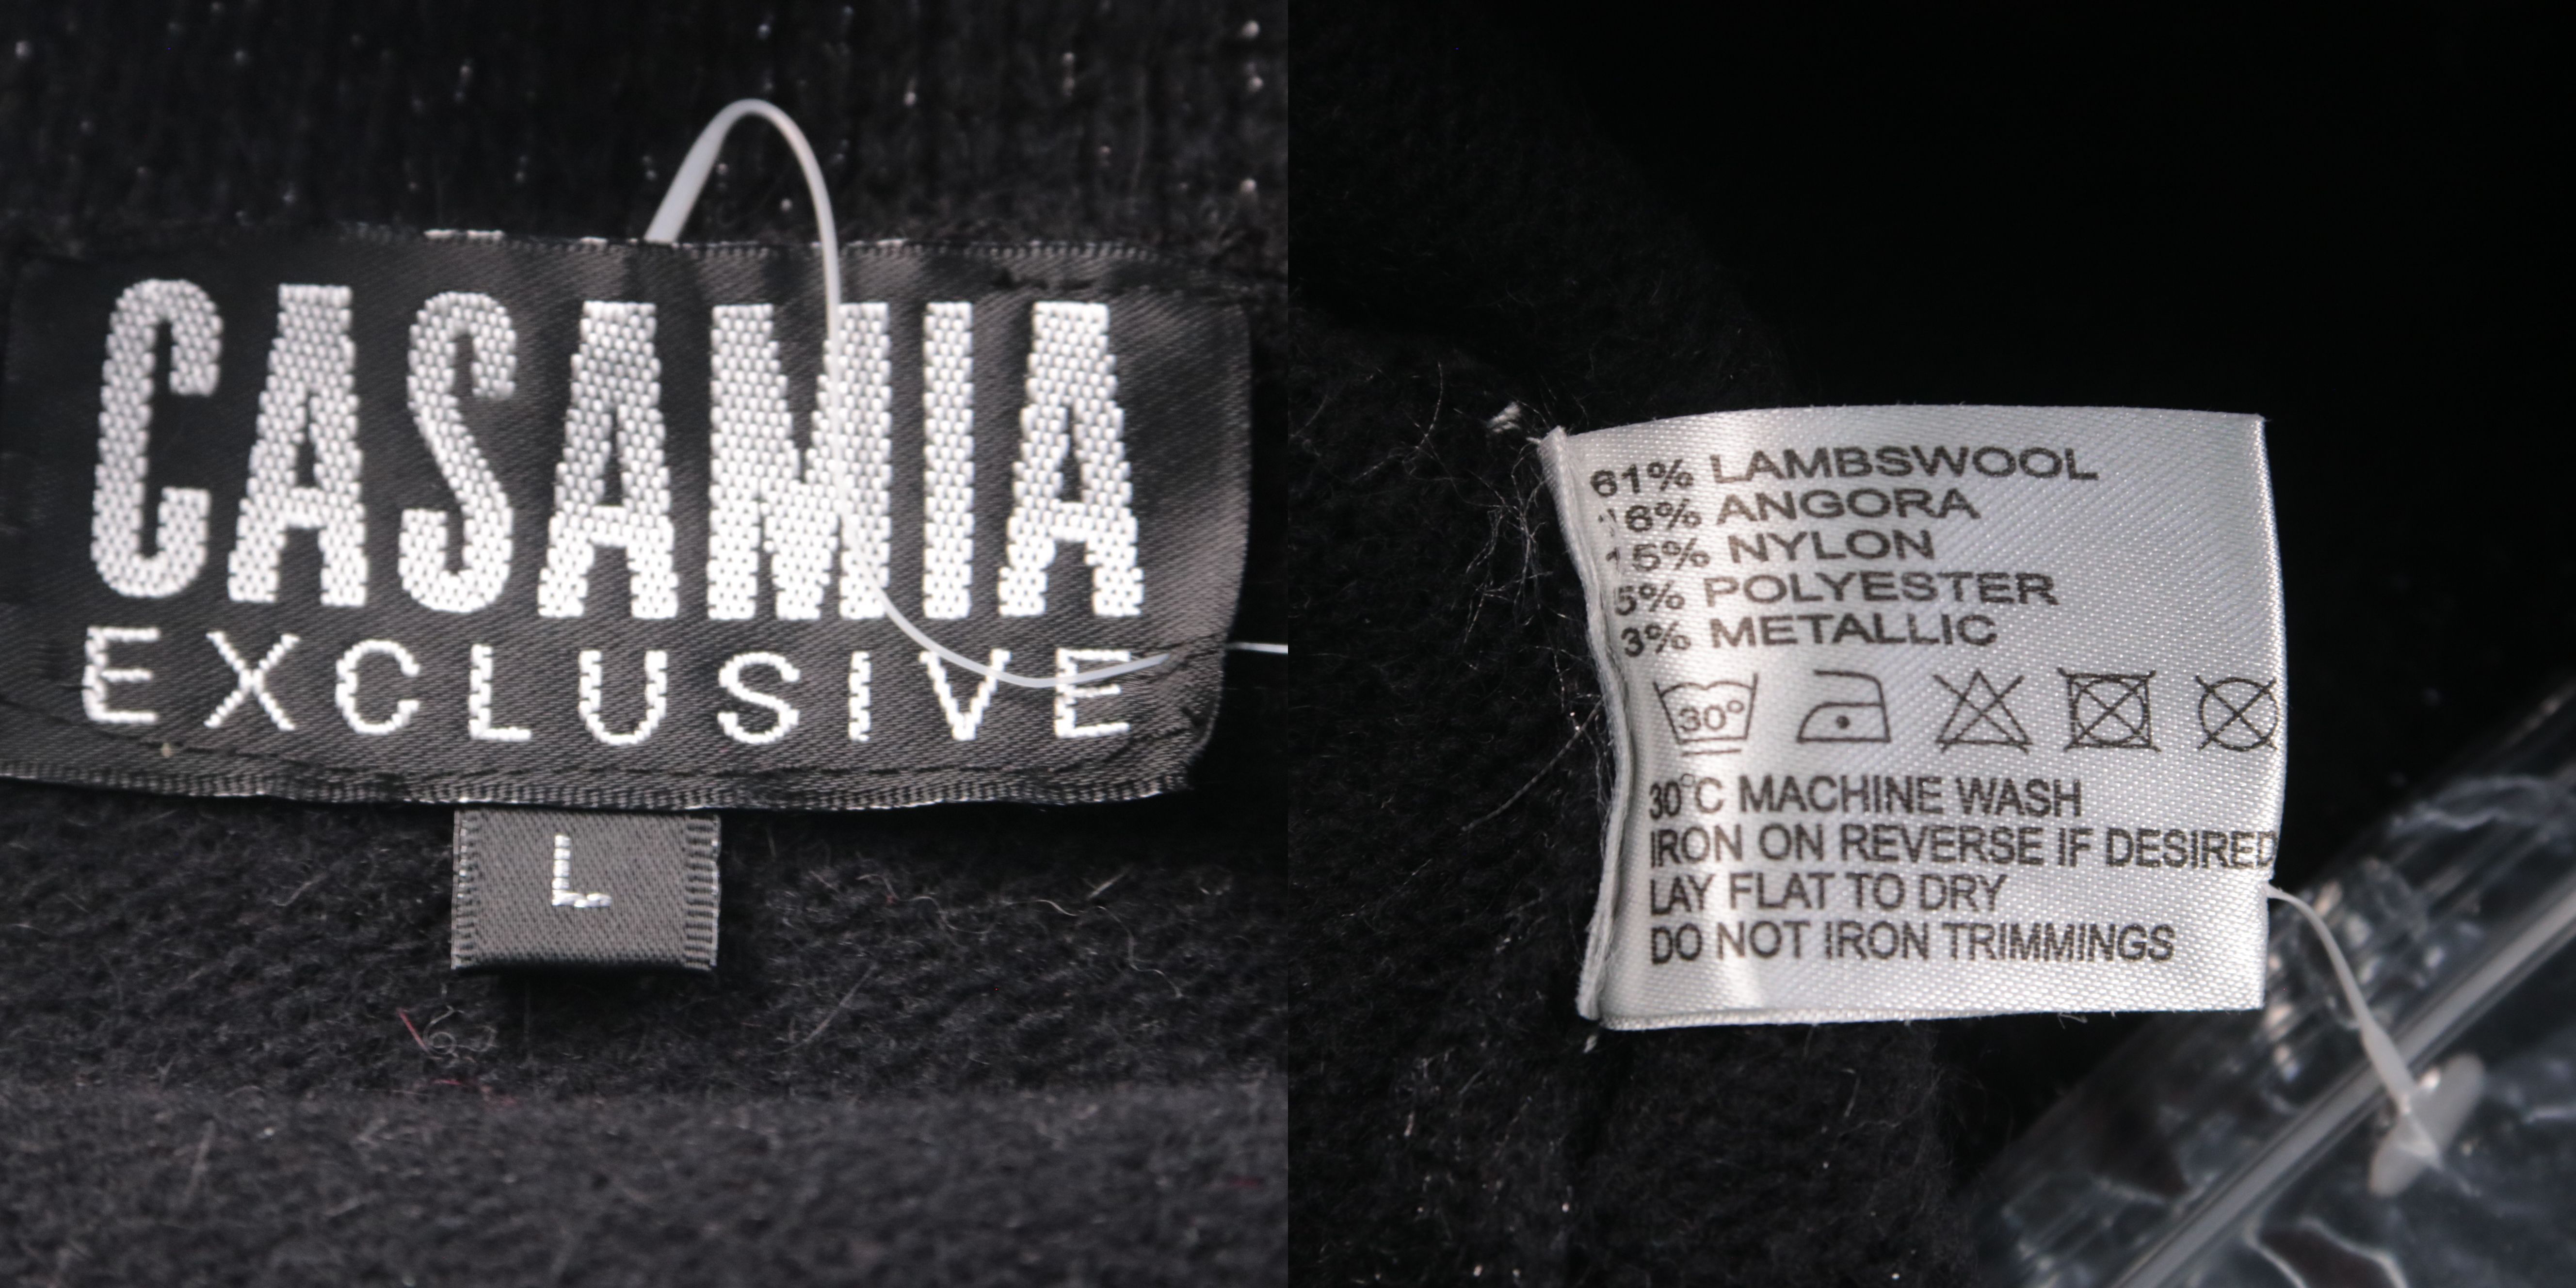 CASAMIA
EXCLUSIVE
L
61% LAMBSWOOL
16% ANGORA
15% NYLON
5% POLYESTER
3% METALLIC
30°
30°C MACHINE WASH
IRON ON REVERSE IF DESIRED
LAY FLAT TO DRY
DO NOT IRON TRIMMINGS